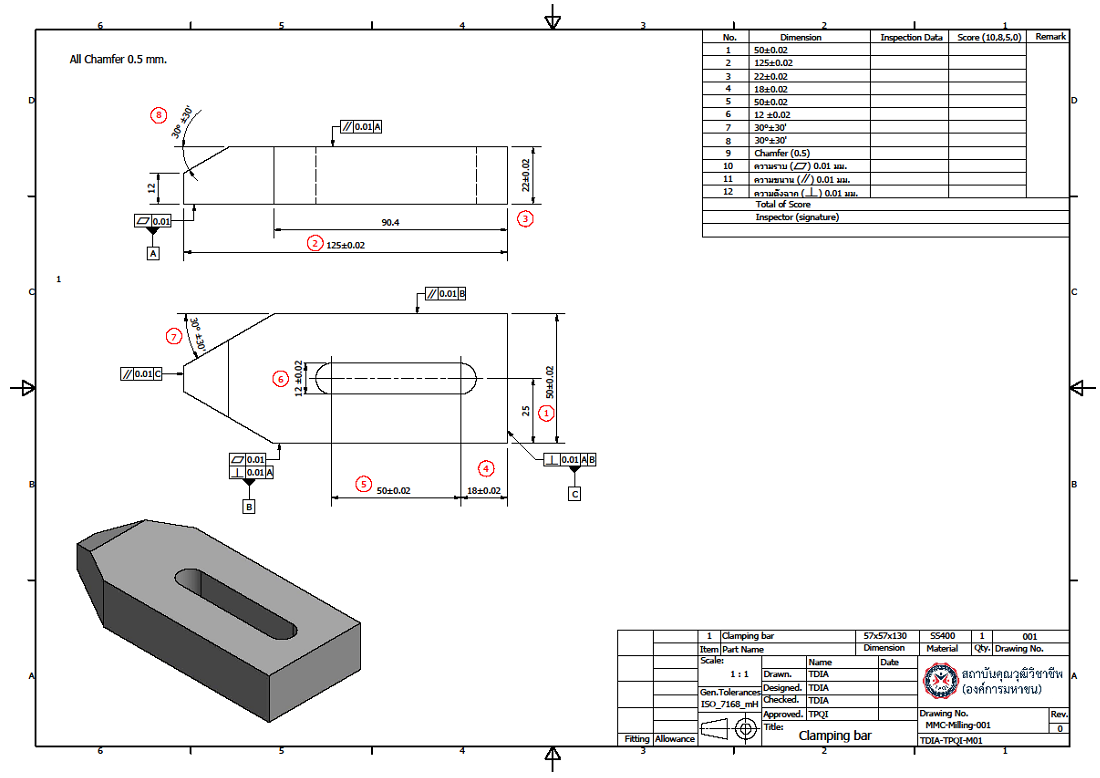 6 5 4 3 2 1
All Chamfer 0.5 mm.
No. Dimension Inspection Data Score (10,8,5,0) Remark
1 50±0.02
2 125±0.02
3 22±0.02
4 18±0.02
5 50±0.02
6 12 ±0.02
7 30º±30'
8 30º±30'
9 Chamfer (0.5)
10 ความราบ (⏥) 0.01 มม.
11 ความขนาน (//) 0.01 มม.
12 ความตั้งฉาก (⊥) 0.01 มม.
Total of Score
Inspector (signature)
D
D
8
30° ±30'
// 0.01 A
12
22±0.02
⏥ 0.01
A
90.4
3
2 125±0.02
1
C
C
// 0.01 B
7
30° ±30'
// 0.01 C
6
12 ±0.02
25
50±0.02
1
⏥ 0.01
⊥ 0.01 A
B
⊥ 0.01 A B
C
4
5
50±0.02
18±0.02
B
B
A
A
1 Clamping bar 57x57x130 SS400 1 001
Item Part Name Dimension Material Qty. Drawing No.
Scale:
1 : 1
Name Date
Drawn. TDIA
Designed. TDIA
Checked. TDIA
Approved. TPQI
Gen.Tolerances
ISO_7168_mH
สถาบันคุณวุฒิวิชาชีพ
(องค์การมหาชน)
Title:
Clamping bar
Drawing No.
MMC-Milling-001
Rev.
0
TDIA-TPQI-M01
Fitting Allowance
6 5 4 3 2 1